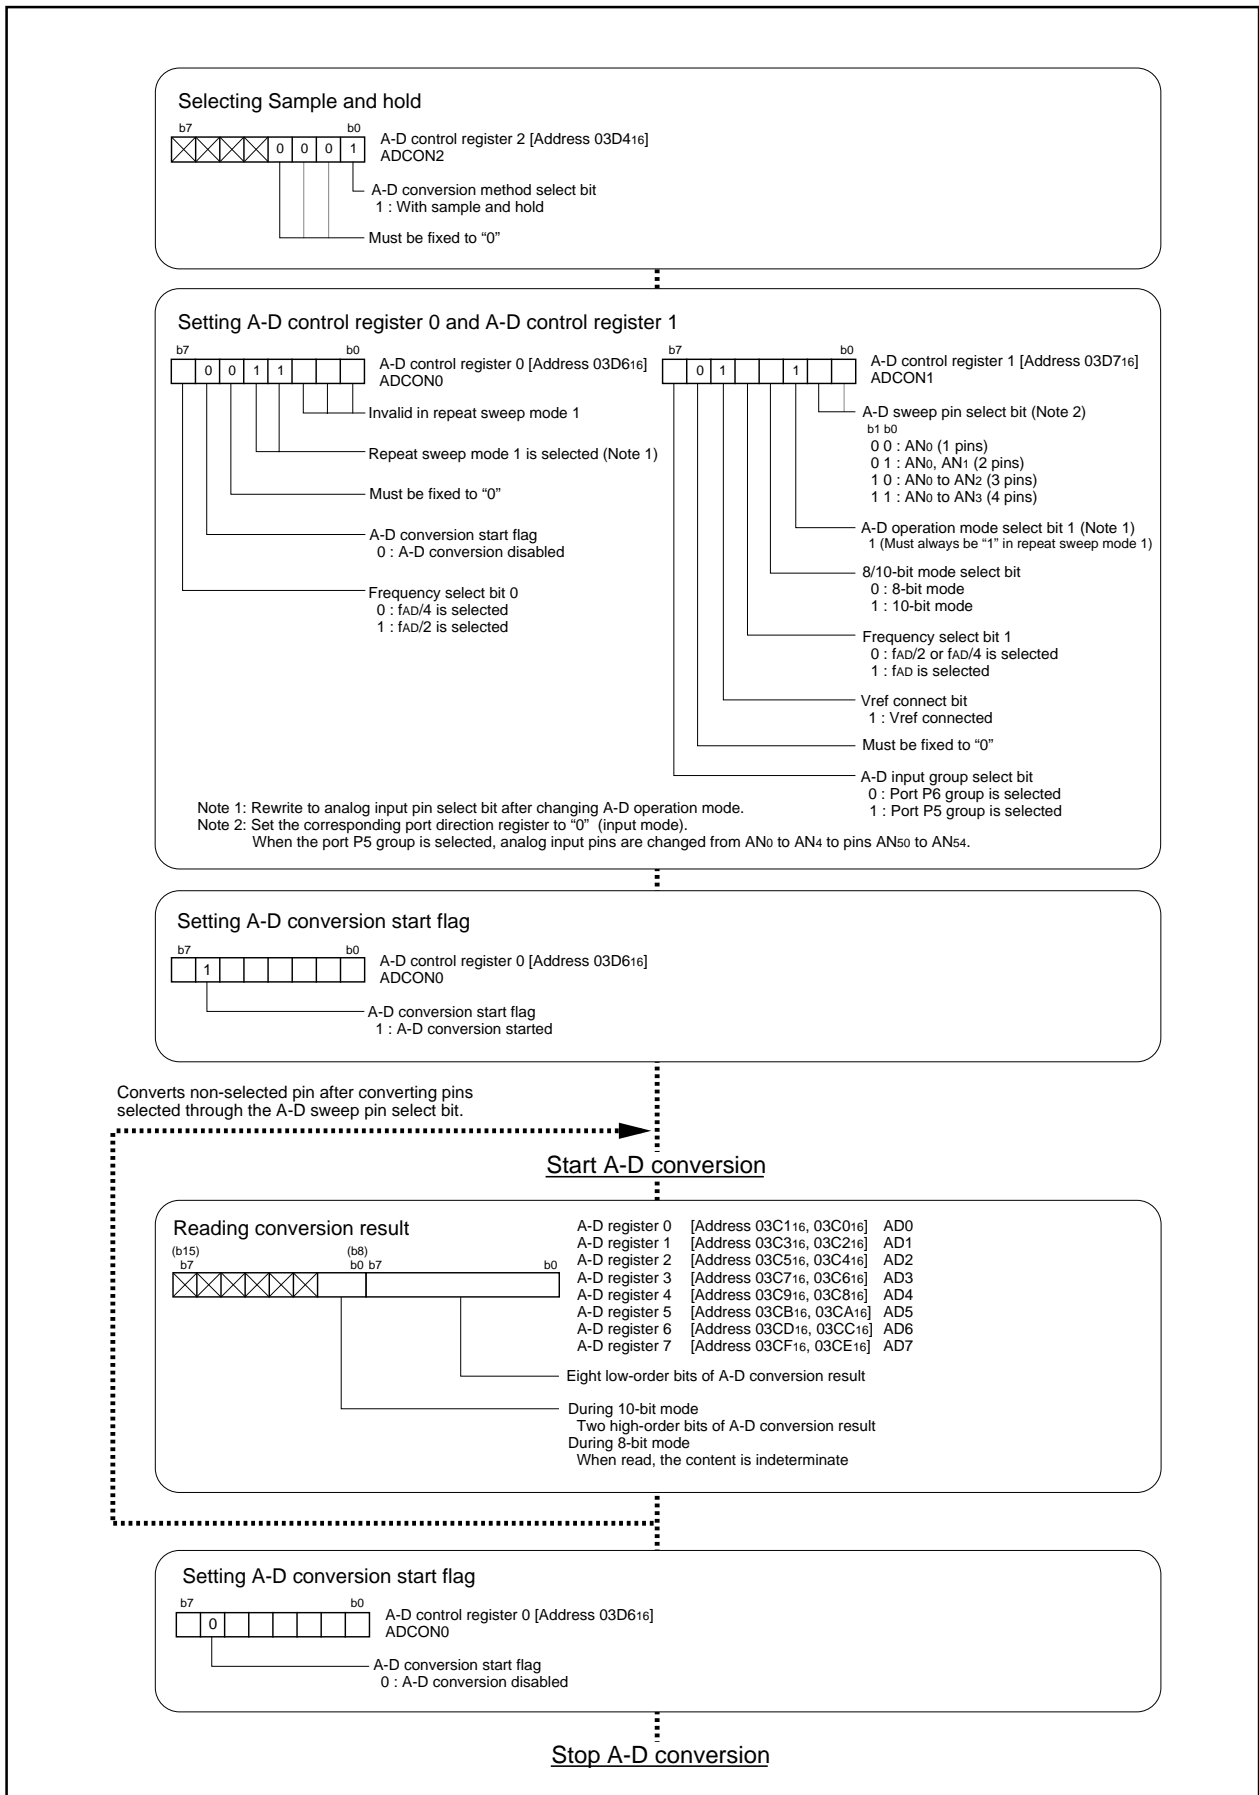 Selecting Sample and hold
b7 b0
0 0 0 1
A-D control register 2 [Address 03D416]
ADCON2
A-D conversion method select bit
1 : With sample and hold
Must be fixed to “0”
Setting A-D control register 0 and A-D control register 1
b7 b0
0 0 1 1
A-D control register 0 [Address 03D616]
ADCON0
Invalid in repeat sweep mode 1
Repeat sweep mode 1 is selected (Note 1)
Must be fixed to “0”
A-D conversion start flag
0 : A-D conversion disabled
Frequency select bit 0
0 : fAD/4 is selected
1 : fAD/2 is selected
b7 b0
0 1 1
A-D control register 1 [Address 03D716]
ADCON1
A-D sweep pin select bit (Note 2)
b1 b0
0 0 : AN0 (1 pins)
0 1 : AN0, AN1 (2 pins)
1 0 : AN0 to AN2 (3 pins)
1 1 : AN0 to AN3 (4 pins)
A-D operation mode select bit 1 (Note 1)
1 (Must always be “1” in repeat sweep mode 1)
8/10-bit mode select bit
0 : 8-bit mode
1 : 10-bit mode
Frequency select bit 1
0 : fAD/2 or fAD/4 is selected
1 : fAD is selected
Vref connect bit
1 : Vref connected
Must be fixed to “0”
A-D input group select bit
0 : Port P6 group is selected
1 : Port P5 group is selected
Note 1: Rewrite to analog input pin select bit after changing A-D operation mode.
Note 2: Set the corresponding port direction register to “0” (input mode).
When the port P5 group is selected, analog input pins are changed from AN0 to AN4 to pins AN50 to AN54.
Setting A-D conversion start flag
b7 b0
1
A-D control register 0 [Address 03D616]
ADCON0
A-D conversion start flag
1 : A-D conversion started
Converts non-selected pin after converting pins
selected through the A-D sweep pin select bit.
Start A-D conversion
Reading conversion result
(b15) (b8)
b7 b0 b7 b0
A-D register 0 [Address 03C116, 03C016] AD0
A-D register 1 [Address 03C316, 03C216] AD1
A-D register 2 [Address 03C516, 03C416] AD2
A-D register 3 [Address 03C716, 03C616] AD3
A-D register 4 [Address 03C916, 03C816] AD4
A-D register 5 [Address 03CB16, 03CA16] AD5
A-D register 6 [Address 03CD16, 03CC16] AD6
A-D register 7 [Address 03CF16, 03CE16] AD7
Eight low-order bits of A-D conversion result
During 10-bit mode
Two high-order bits of A-D conversion result
During 8-bit mode
When read, the content is indeterminate
Setting A-D conversion start flag
b7 b0
0
A-D control register 0 [Address 03D616]
ADCON0
A-D conversion start flag
0 : A-D conversion disabled
Stop A-D conversion